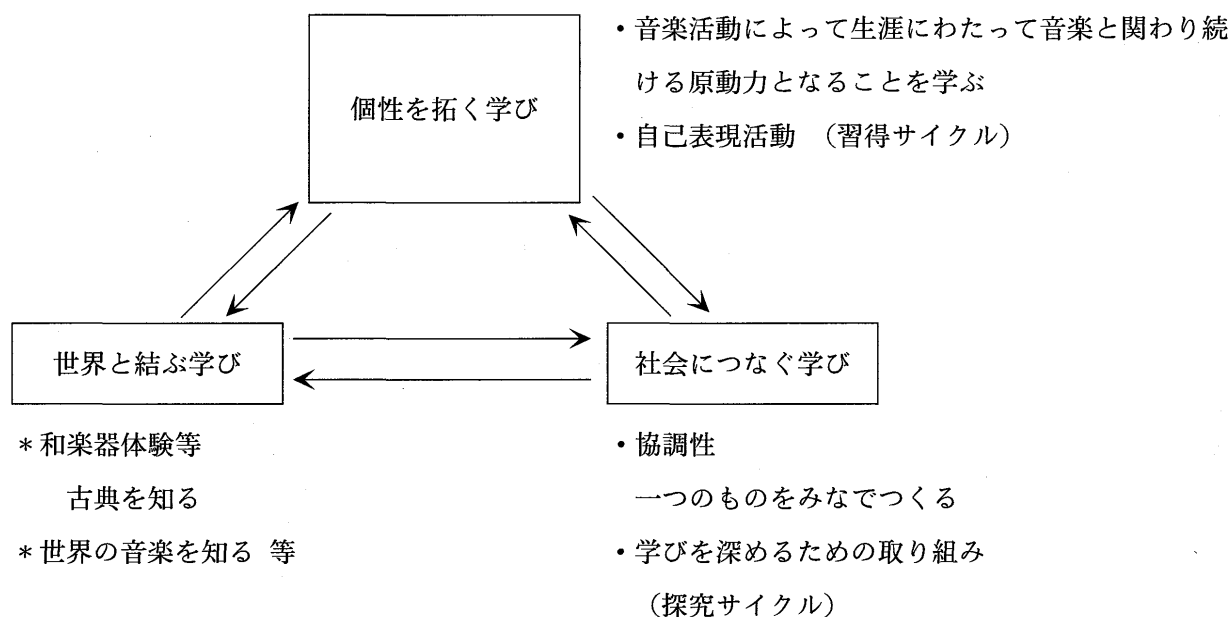 個性を拓く学び
・音楽活動によって生涯にわたって音楽と関わり続
ける原動力となることを学ぶ
・自己表現活動 （習得サイクル）
世界と結ぶ学び
＊和楽器体験等
古典を知る
＊世界の音楽を知る 等
社会につなぐ学び
・協調性
一つのものをみなでつくる
・学びを深めるための取り組み
（探究サイクル）